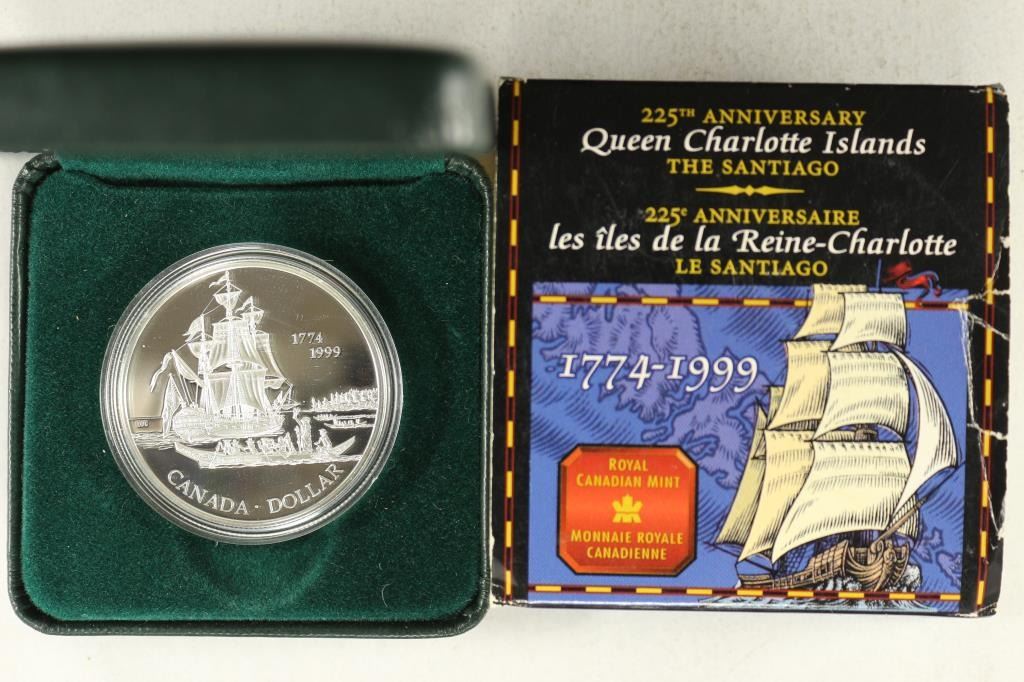 1774
1999
CANADA · DOLLAR
225TH ANNIVERSARY
Queen Charlotte Islands
THE SANTIAGO
225e ANNIVERSAIRE
les îles de la Reine-Charlotte
LE SANTIAGO
1774-1999
ROYAL
CANADIAN MINT
MONNAIE ROYALE
CANADIENNE